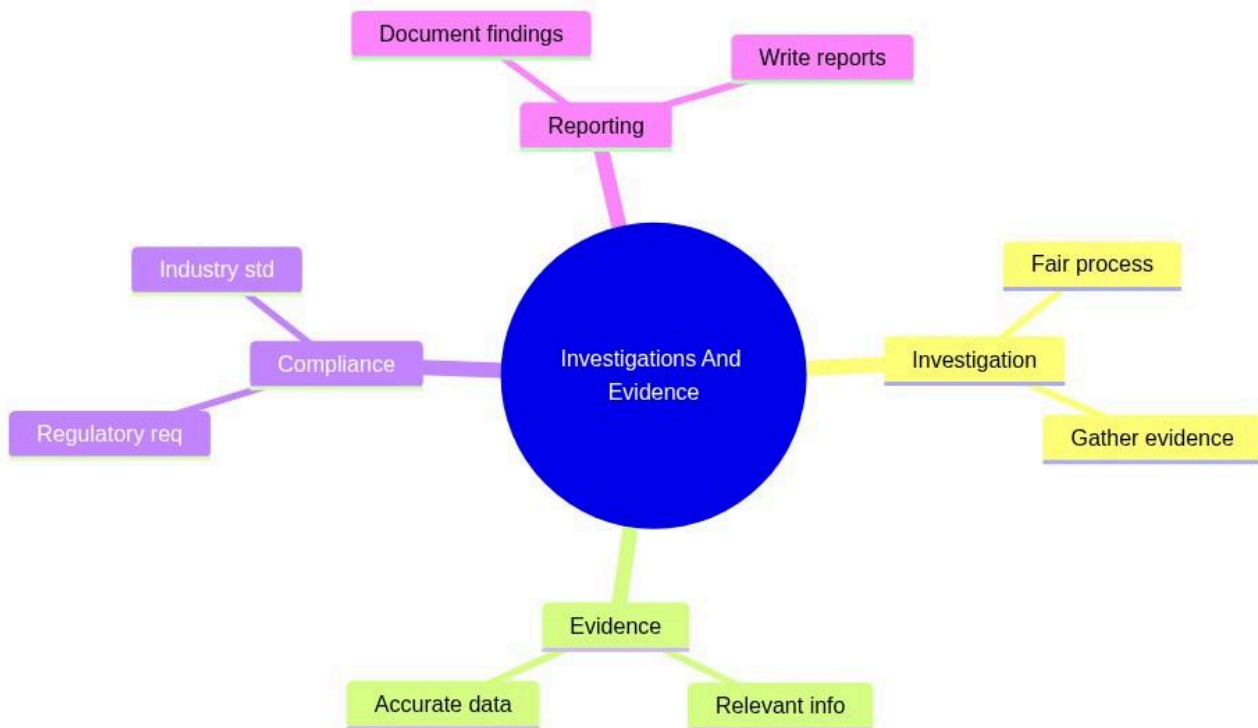 Document findings
Write reports
Reporting
Industry std
Compliance
Regulatory req
Investigations And
Evidence
Fair process
Investigation
Gather evidence
Evidence
Accurate data
Relevant info